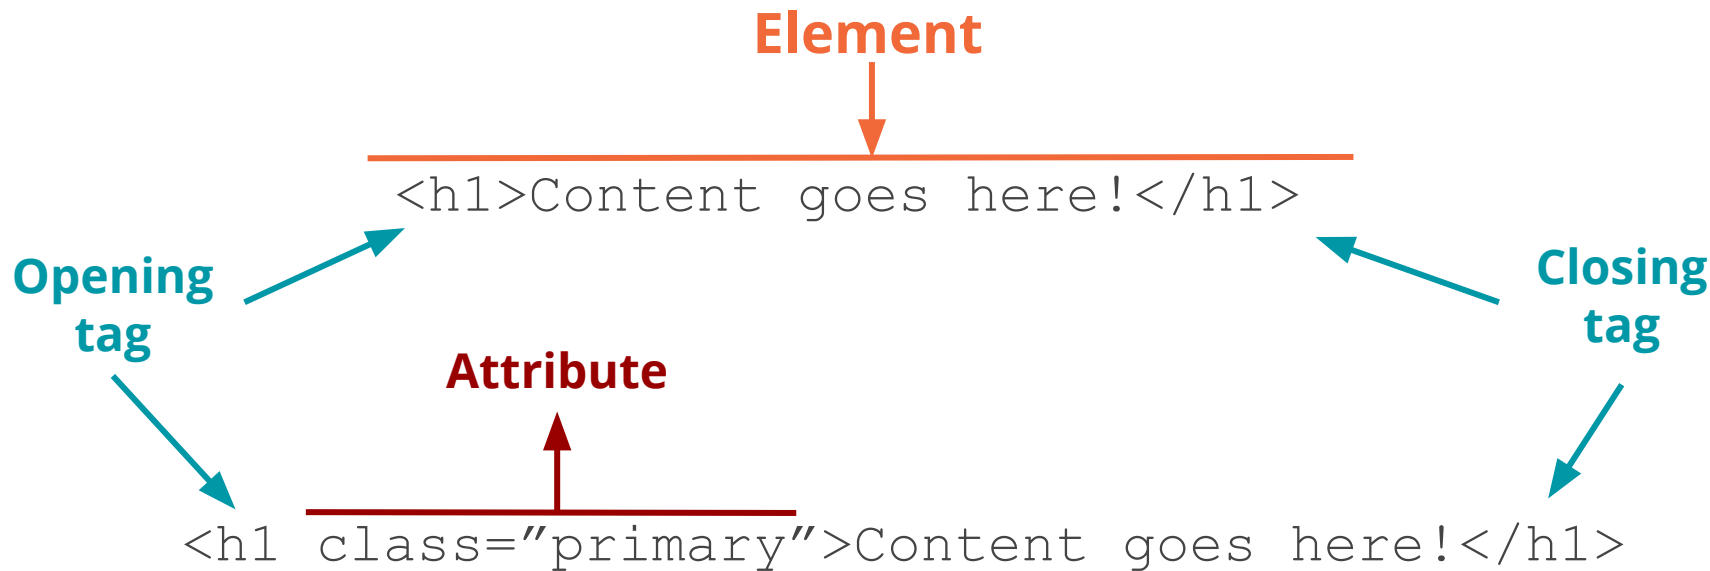 Element
<h1>Content goes here!</h1>
Opening
tag
Closing
tag
Attribute
<h1 class=”primary”>Content goes here!</h1>